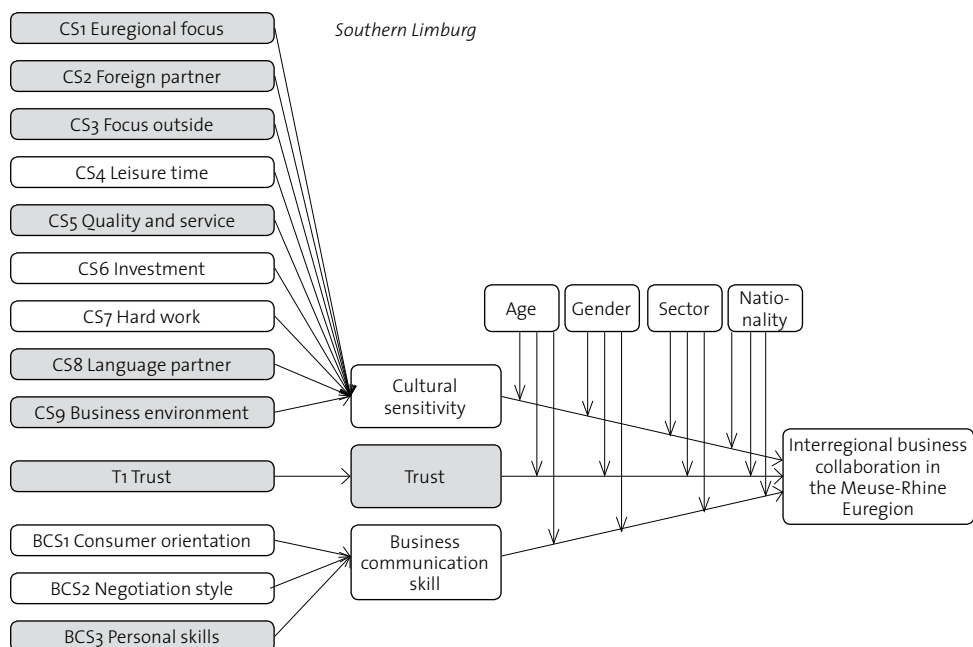 CS1 Euregional focus
Southern Limburg
CS2 Foreign partner
CS3 Focus outside
CS4 Leisure time
CS5 Quality and service
CS6 Investment
CS7 Hard work
CS8 Language partner
CS9 Business environment
T1 Trust
BCS1 Consumer orientation
BCS2 Negotiation style
BCS3 Personal skills
Cultural
sensitivity
Trust
Business
communication
skill
Age
Gender
Sector
Natio-
nality
Interregional business
collaboration in
the Meuse-Rhine
Euregion